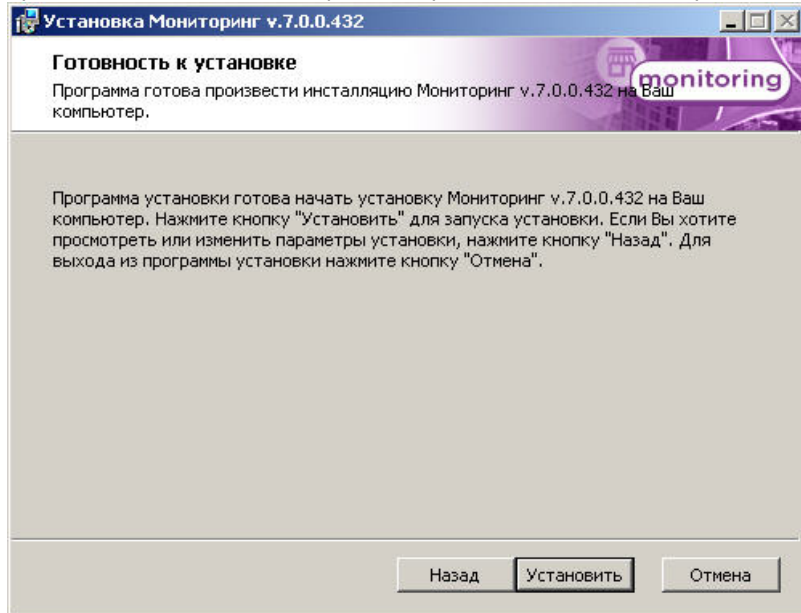 Установка Мониторинг v.7.0.0.432
Готовность к установке
Программа готова произвести инсталляцию Мониторинг v.7.0.0.432 на Ваш
компьютер.
monitoring
Программа установки готова начать установку Мониторинг v.7.0.0.432 на Ваш
компьютер. Нажмите кнопку "Установить" для запуска установки. Если Вы хотите
просмотреть или изменить параметры установки, нажмите кнопку "Назад". Для
выхода из программы установки нажмите кнопку "Отмена".
Назад
Установить
Отмена